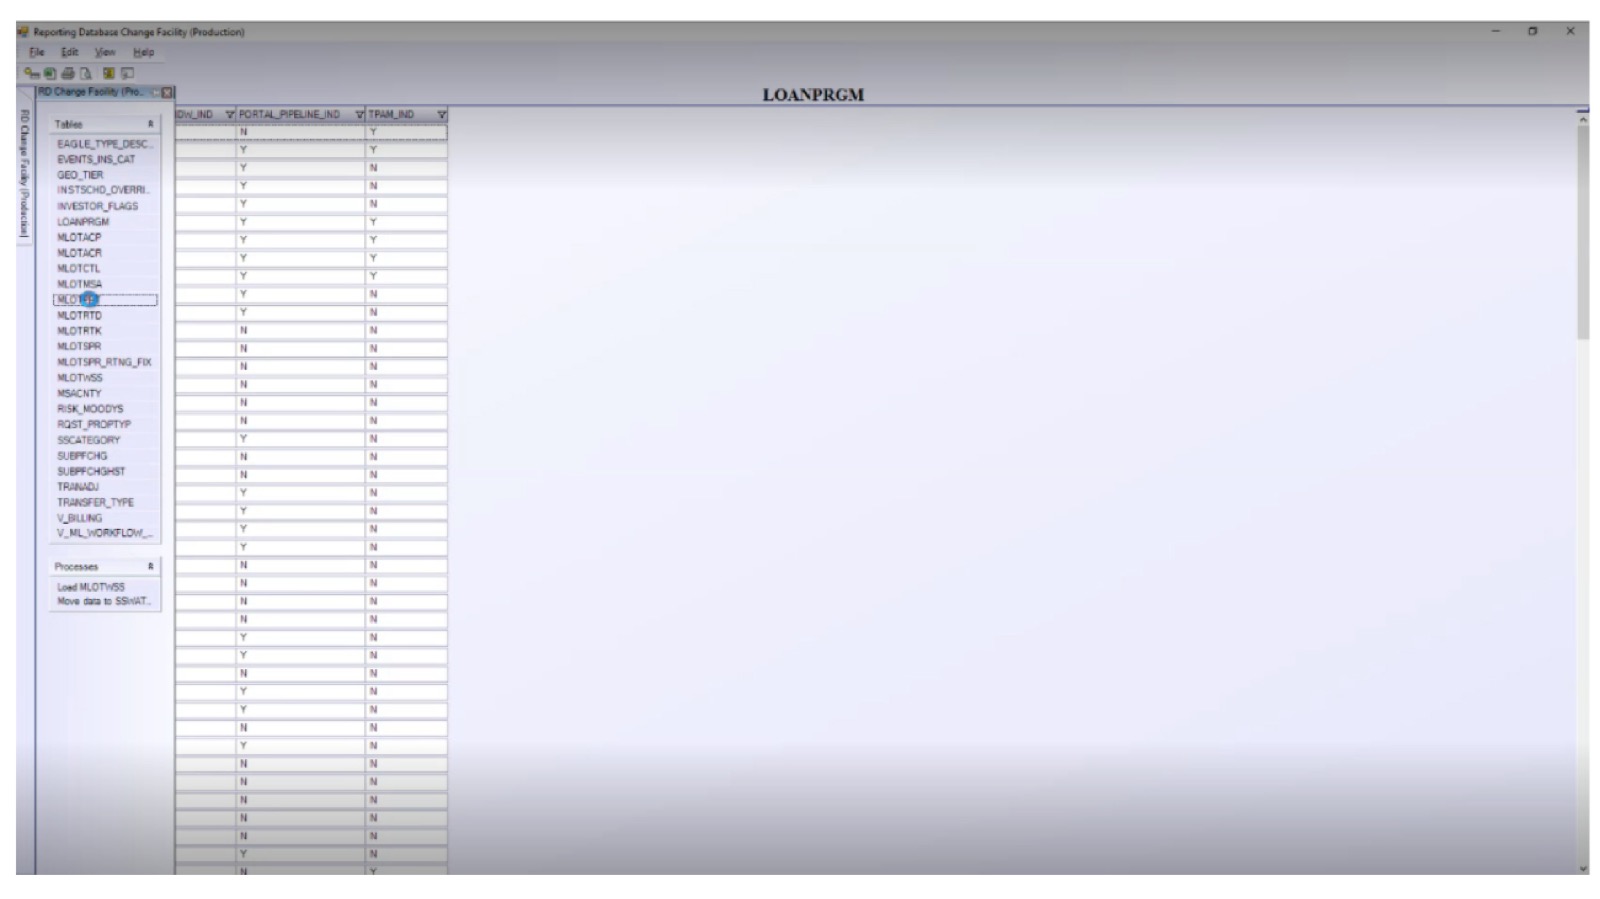 Reporting Database Change Facility (Production)
File Edit View Help
RD Change Facility (Pro...
LOANPRGM
RD Change Facility (Production)
Tables
EAGLE_TYPE_DESC...
EVENTS_INS_CAT
GEO_TIER
INSTSCHD_OVERRI...
INVESTOR_FLAGS
LOANPRGM
MLOTACP
MLOTACR
MLOTCTL
MLOTMSA
MLOTRTD
MLOTRTK
MLOTSPR
MLOTSPR_RTNG_FIX
MLOTWSS
MSACNTY
RISK_MOODYS
RQST_PROPTYP
SSCATEGORY
SUBPFCHG
SUBPFCHGHST
TRANADJ
TRANSFER_TYPE
V_BILLING
V_ML_WORKFLOW_...
Processes
Load MLOTWSS
Move data to SSWAT...
DW_IND PORTAL_PIPELINE_IND TPAM_IND
N Y
Y Y
Y N
Y N
Y N
Y Y
Y Y
Y Y
Y Y
Y N
Y N
N N
N N
N N
N N
N N
N N
Y N
N N
N N
Y N
Y N
Y N
Y N
N N
N N
N N
N N
Y N
Y N
N N
Y N
Y N
N N
Y N
N N
N N
N N
N N
N N
Y N
N Y